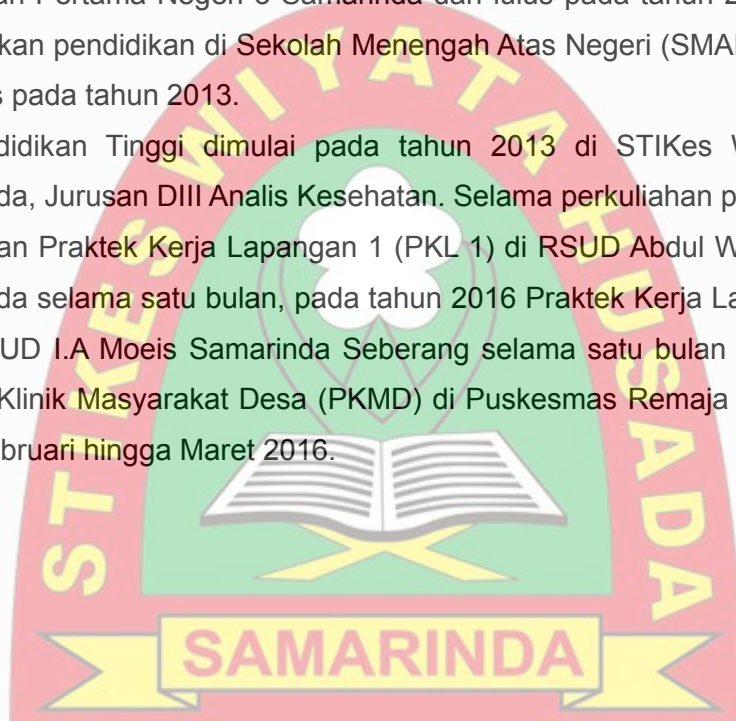 Pertama Negeri Samarinda dan lulus pada tahun
kan pendidikan di Sekolah Menengah Atas Negeri (SMA
s pada tahun 2013.
didikan Tinggi dimulai pada tahun 2013 di STIKes W
da, Jurusan DIII Analis Kesehatan. Selama perkuliahan p
an Praktek Kerja Lapangan 1 (PKL 1) di RSUD Abdul W
da selama satu bulan, pada tahun 2016 Praktek Kerja La
UD I.A Moeis Samarinda Seberang selama satu bulan
Klinik Masyarakat Desa (PKMD) di Puskesmas Remaja
bruari hingga Maret 2016.
STIKES WIYATA HUSADA
SAMARINDA